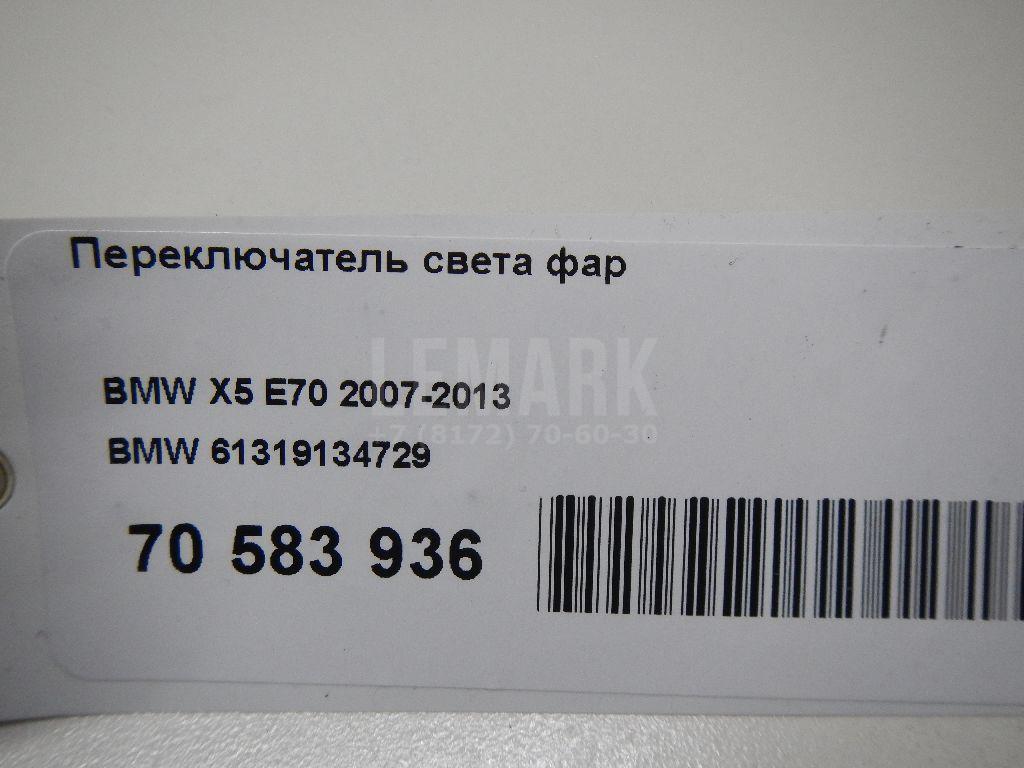 Переключатель света фар
LEMARK
BMW X5 E70 2007-2013
+7 (8172) 70-60-30
BMW 61319134729
70 583 936